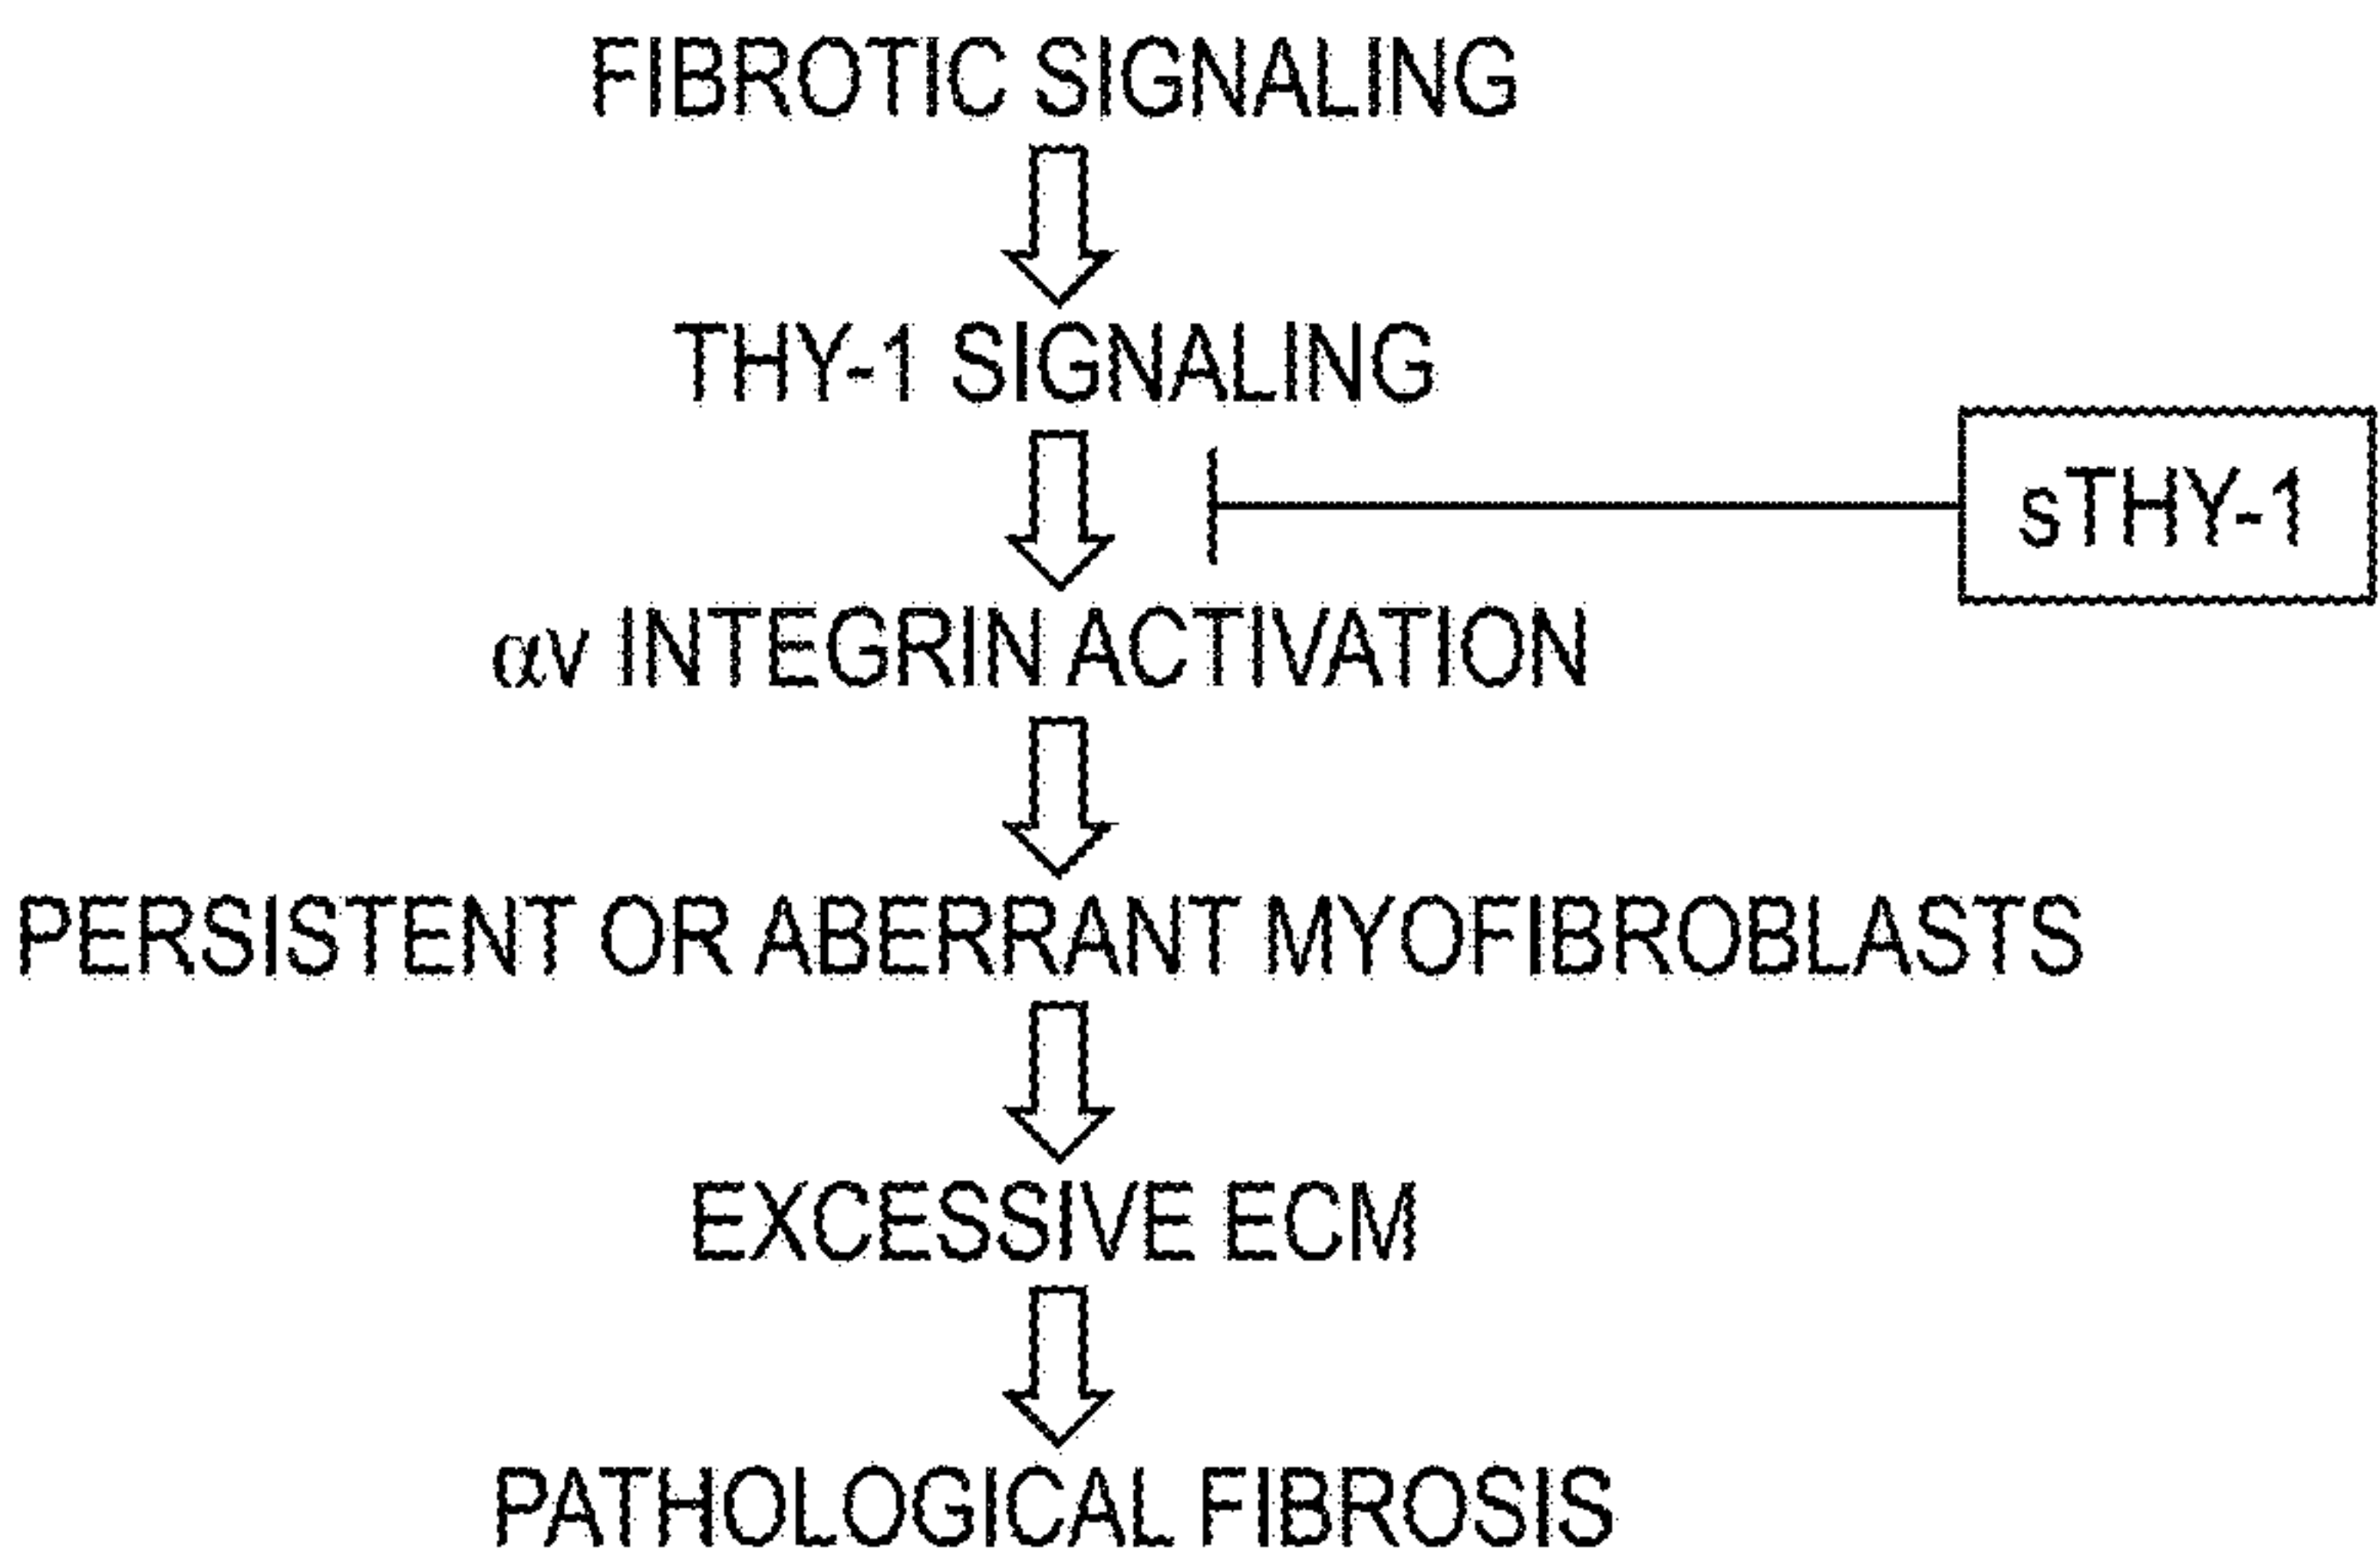 FIBROTIC SIGNALING
THY-1 SIGNALING
sTHY-1
αv INTEGRIN ACTIVATION
PERSISTENT OR ABERRANT MYOFIBROBLASTS
EXCESSIVE ECM
PATHOLOGICAL FIBROSIS